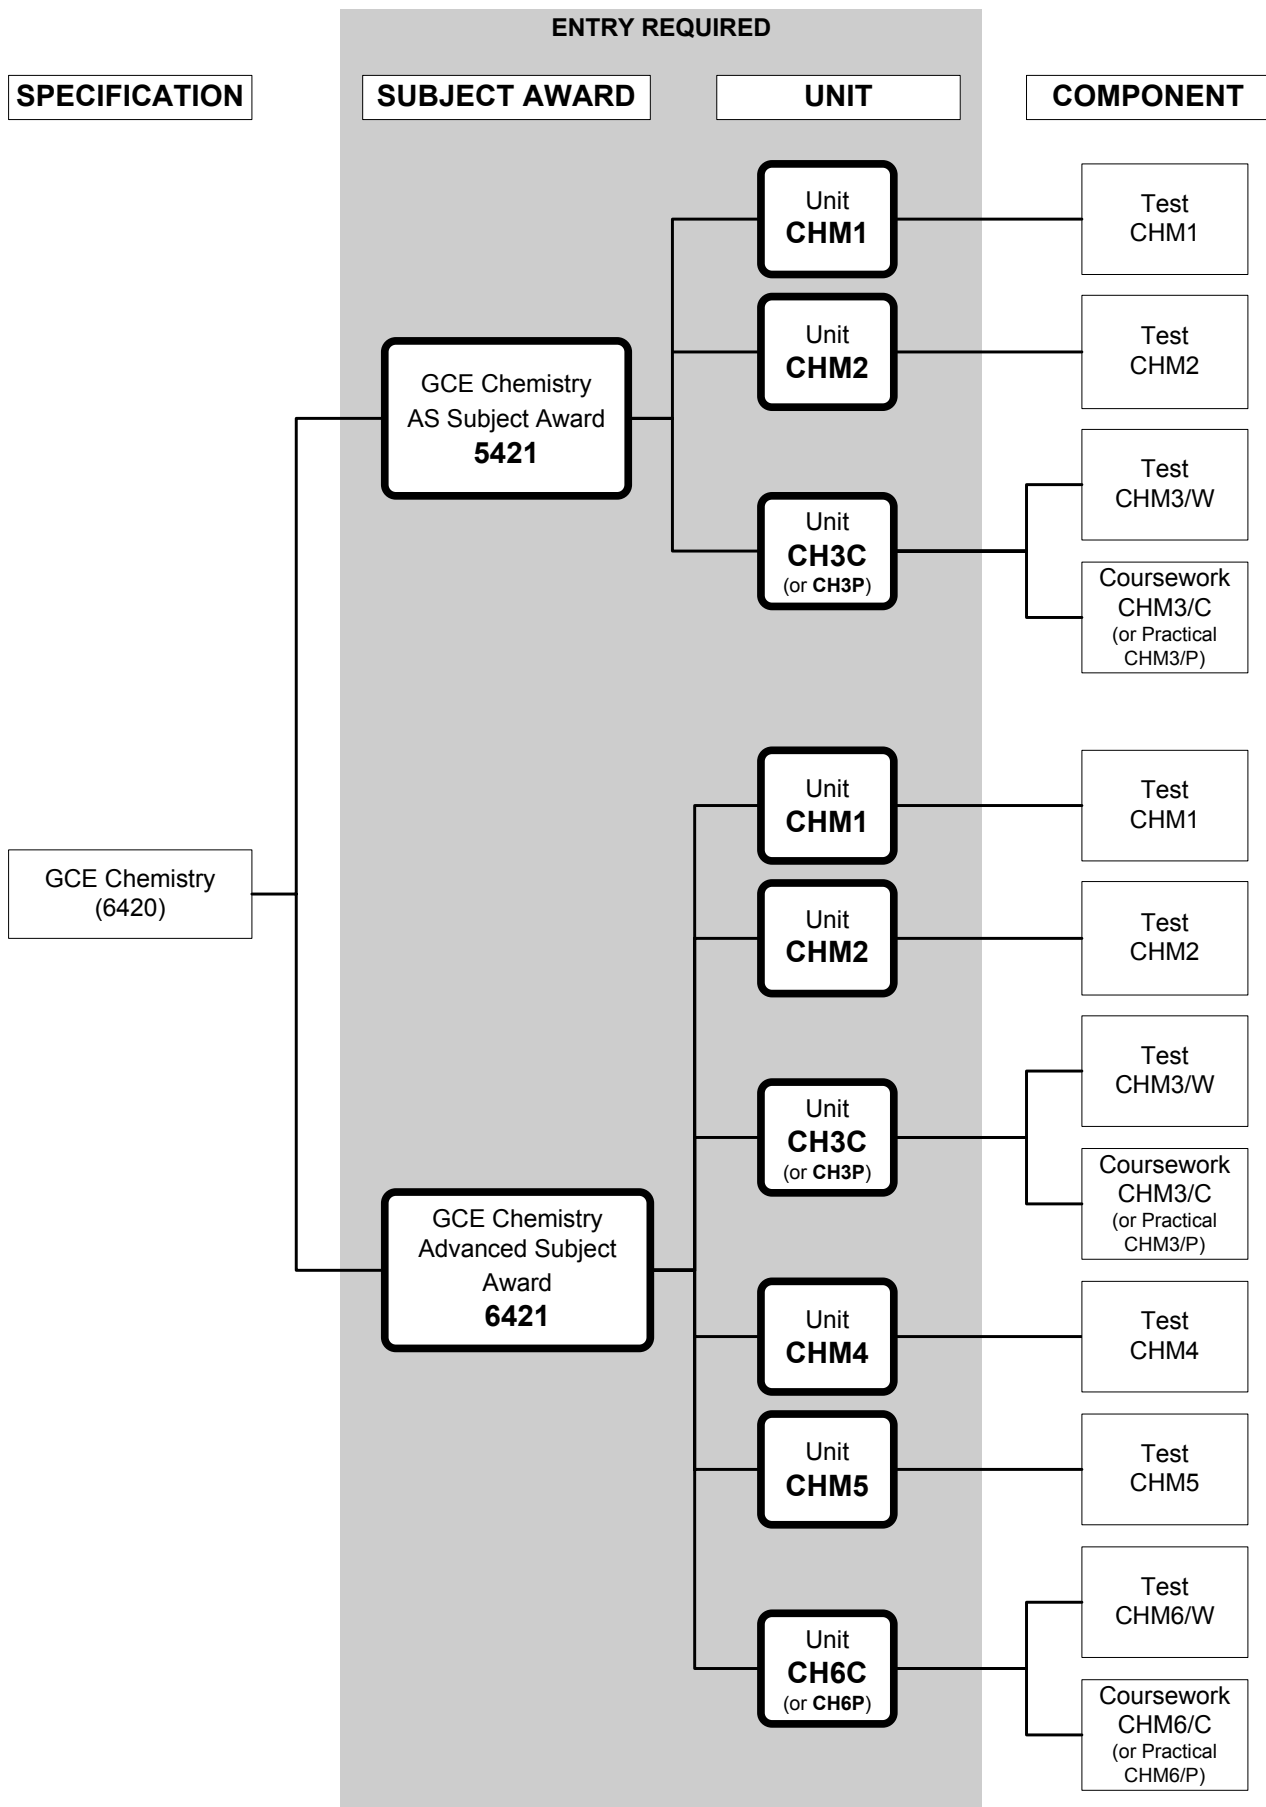 ENTRY REQUIRED
SPECIFICATION
SUBJECT AWARD
UNIT
COMPONENT
GCE Chemistry
(6420)
GCE Chemistry
AS Subject Award
5421
Unit
CHM1
Test
CHM1
Unit
CHM2
Test
CHM2
Unit
CH3C
(or CH3P)
Test
CHM3/W
Coursework
CHM3/C
(or Practical
CHM3/P)
GCE Chemistry
Advanced Subject
Award
6421
Unit
CHM1
Test
CHM1
Unit
CHM2
Test
CHM2
Unit
CH3C
(or CH3P)
Test
CHM3/W
Coursework
CHM3/C
(or Practical
CHM3/P)
Unit
CHM4
Test
CHM4
Unit
CHM5
Test
CHM5
Unit
CH6C
(or CH6P)
Test
CHM6/W
Coursework
CHM6/C
(or Practical
CHM6/P)